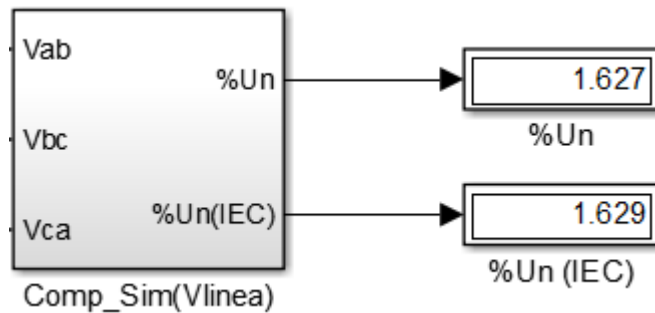 Vab
%Un
1.627
%Un
Vbc
%Un(IEC)
1.629
%Un (IEC)
Vca
Comp_Sim(Vlinea)